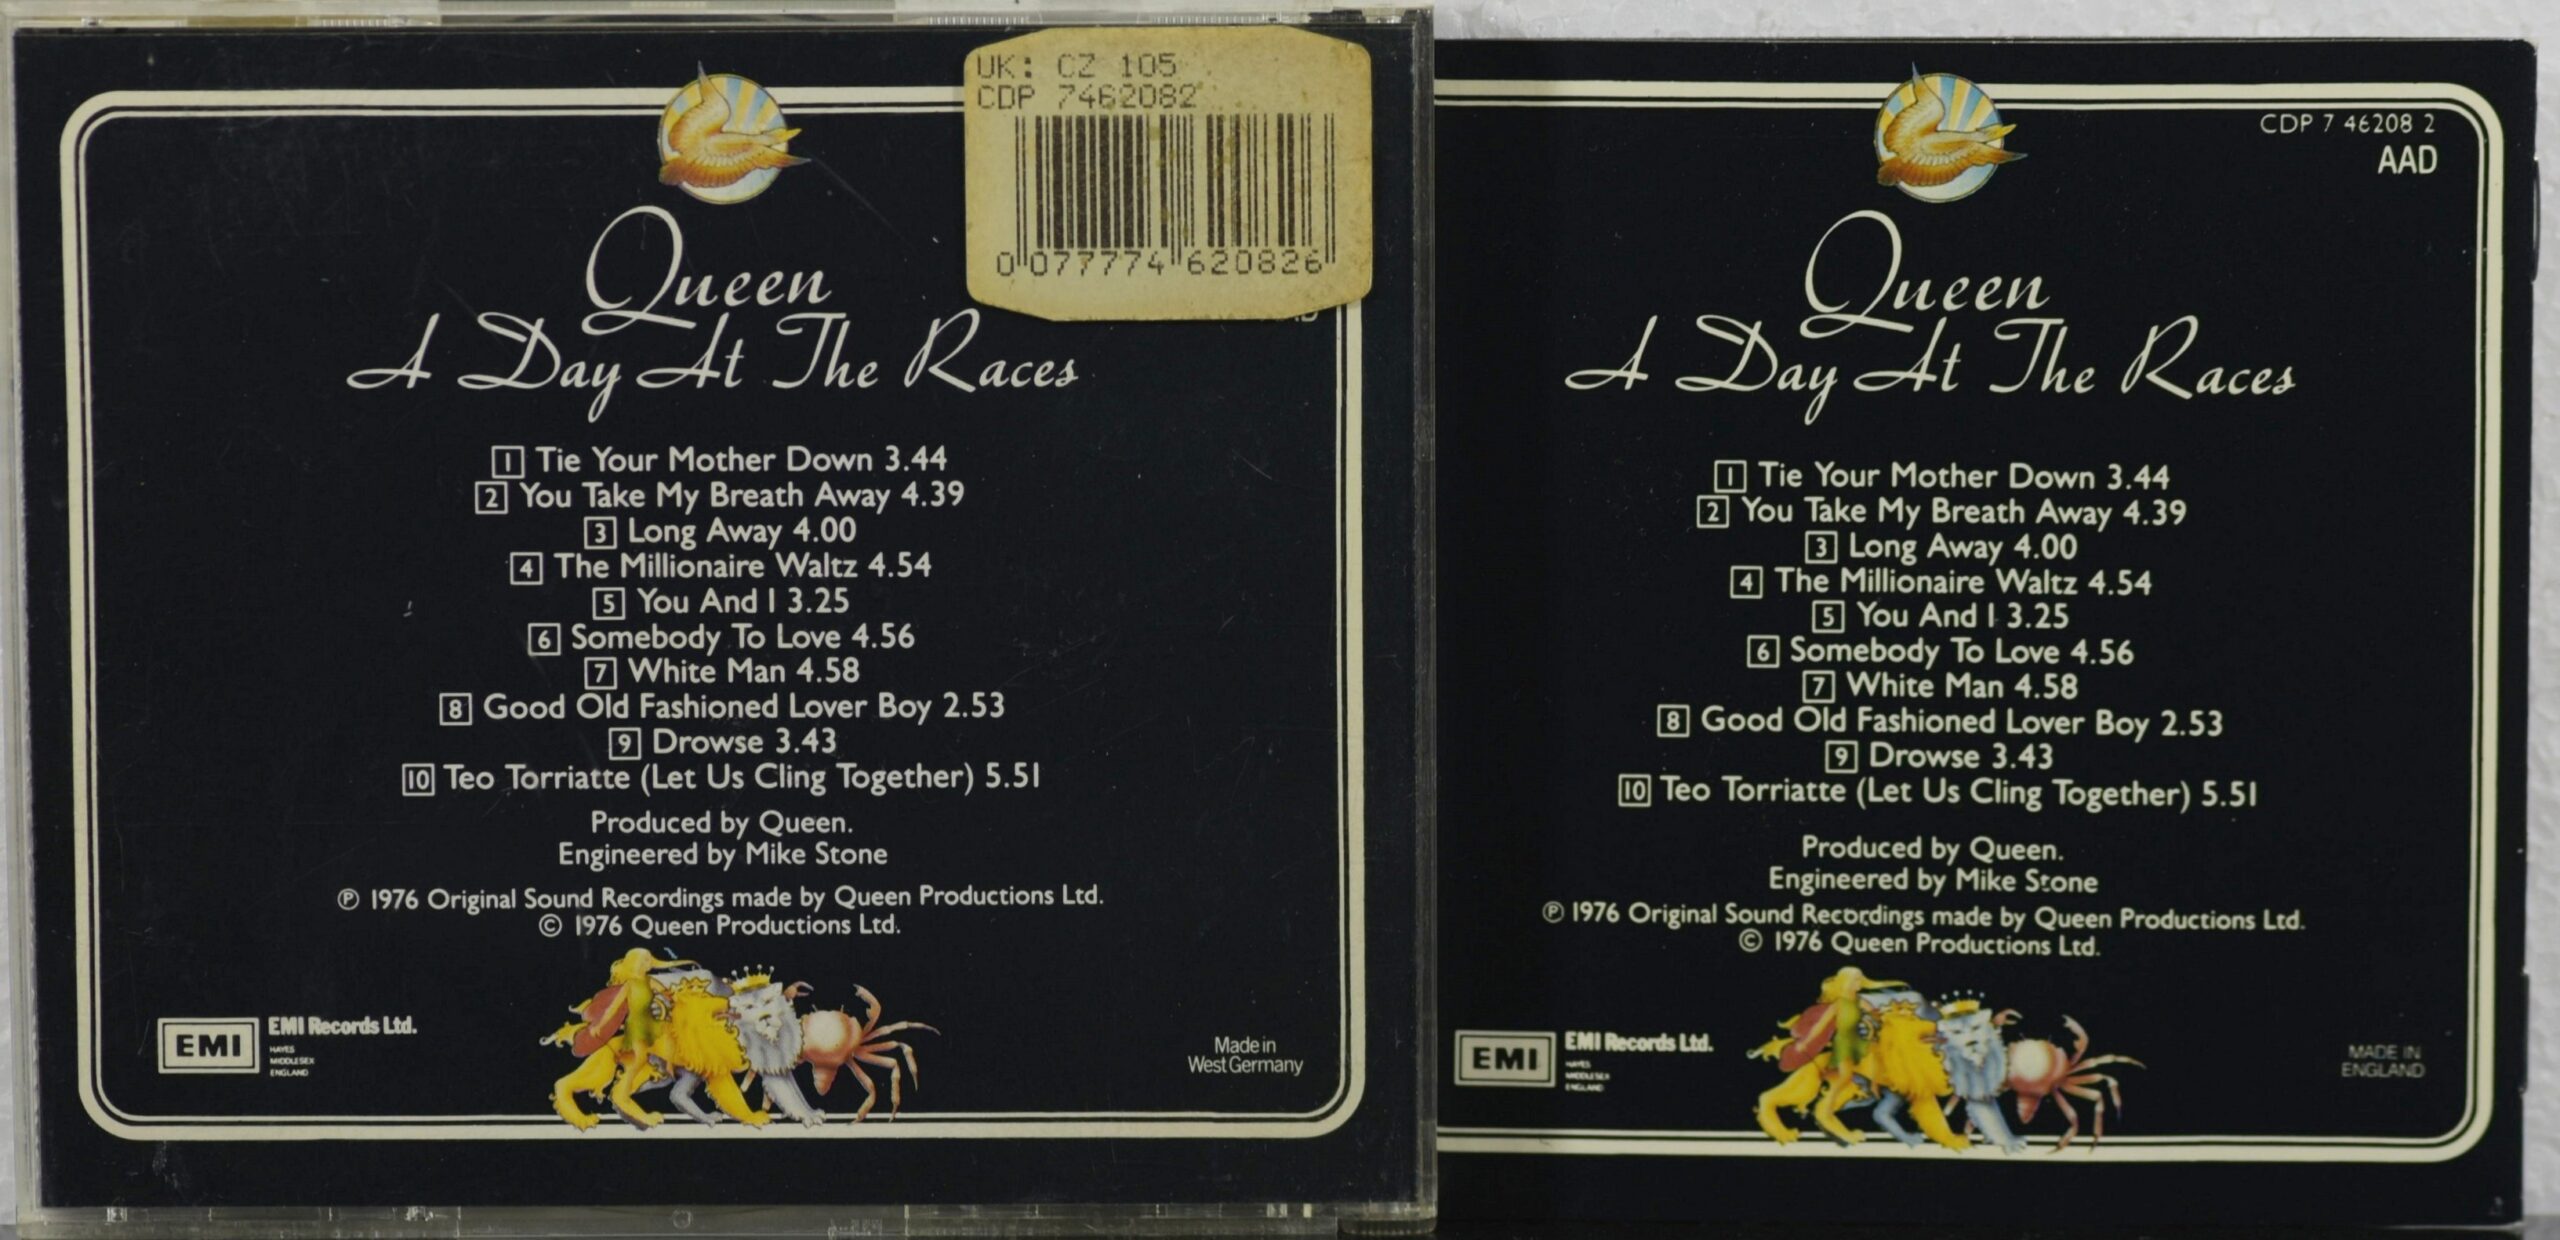 UK: CZ 105
CDP 7462082
0 077774 620826
Queen
A Day At The Races
1 Tie Your Mother Down 3.44
2 You Take My Breath Away 4.39
3 Long Away 4.00
4 The Millionaire Waltz 4.54
5 You And I 3.25
6 Somebody To Love 4.56
7 White Man 4.58
8 Good Old Fashioned Lover Boy 2.53
9 Drowse 3.43
10 Teo Torriatte (Let Us Cling Together) 5.51
Produced by Queen.
Engineered by Mike Stone
℗ 1976 Original Sound Recordings made by Queen Productions Ltd.
© 1976 Queen Productions Ltd.
EMI
EMI Records Ltd.
HAYES
MIDDLESEX
ENGLAND
Made in
West Germany
CDP 7 46208 2
AAD
Queen
A Day At The Races
1 Tie Your Mother Down 3.44
2 You Take My Breath Away 4.39
3 Long Away 4.00
4 The Millionaire Waltz 4.54
5 You And I 3.25
6 Somebody To Love 4.56
7 White Man 4.58
8 Good Old Fashioned Lover Boy 2.53
9 Drowse 3.43
10 Teo Torriatte (Let Us Cling Together) 5.51
Produced by Queen.
Engineered by Mike Stone
℗ 1976 Original Sound Recordings made by Queen Productions Ltd.
© 1976 Queen Productions Ltd.
EMI
EMI Records Ltd.
HAYES
MIDDLESEX
ENGLAND
MADE IN
ENGLAND